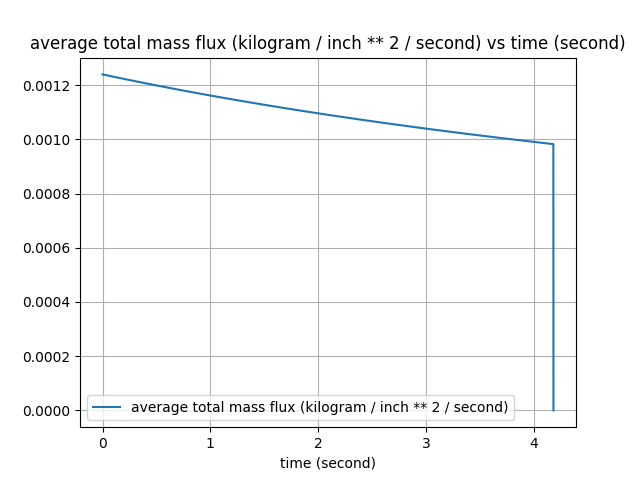 average total mass flux (kilogram / inch ** 2 / second) vs time (second)
0.0012
0.0010
0.0008
0.0006
0.0004
0.0002
0.0000
average total mass flux (kilogram / inch ** 2 / second)
0 1 2 3 4
time (second)